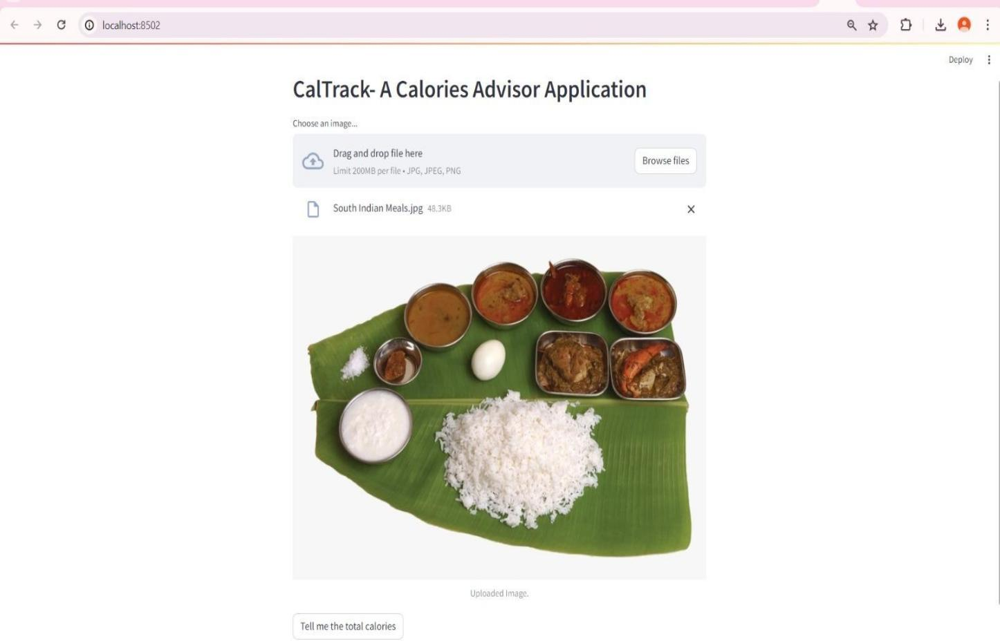 localhost:8502
Deploy
CalTrack- A Calories Advisor Application
Choose an image...
Drag and drop file here
Limit 200MB per file • JPG, JPEG, PNG
Browse files
South Indian Meals.jpg 48.3KB
Uploaded Image.
Tell me the total calories